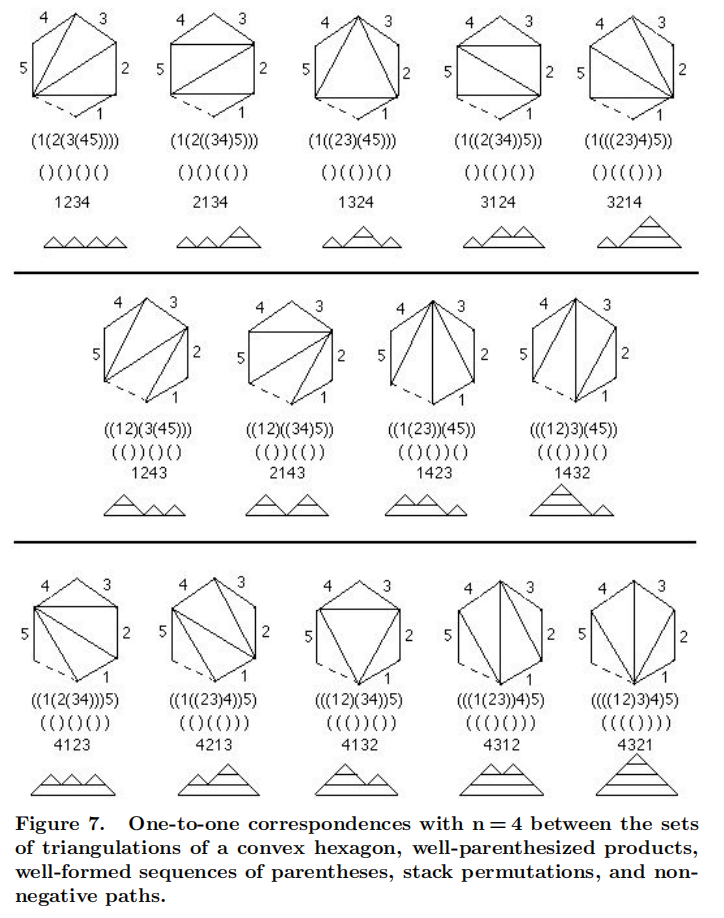 4 3 4 3 4 3 4 3 4 3
5 2 5 2 5 2 5 2 5 2
1 1 1 1 1
(1(2(3(45)))) (1(2((34)5))) (1((23)(45))) (1((2(34))5)) (1(((23)4)5))
()()()() ()()(()) ()(())() ()(()()) ()((()))
1234 2134 1324 3124 3214
4 3 4 3 4 3 4 3
5 2 5 2 5 2 5 2
1 1 1 1
((12)(3(45))) ((12)((34)5)) ((1(23))(45)) (((12)3)(45))
(())()() (())(()) (()())() ((()))()
1243 2143 1423 1432
4 3 4 3 4 3 4 3 4 3
5 2 5 2 5 2 5 2 5 2
1 1 1 1 1
((1(2(34)))5) ((1((23)4))5) (((12)(34))5) (((1(23))4)5) ((((12)3)4)5)
(()()()) (()(())) ((())()) ((()())) (((())))
4123 4213 4132 4312 4321
Figure 7. One-to-one correspondences with n = 4 between the sets
of triangulations of a convex hexagon, well-parenthesized products,
well-formed sequences of parentheses, stack permutations, and non-
negative paths.